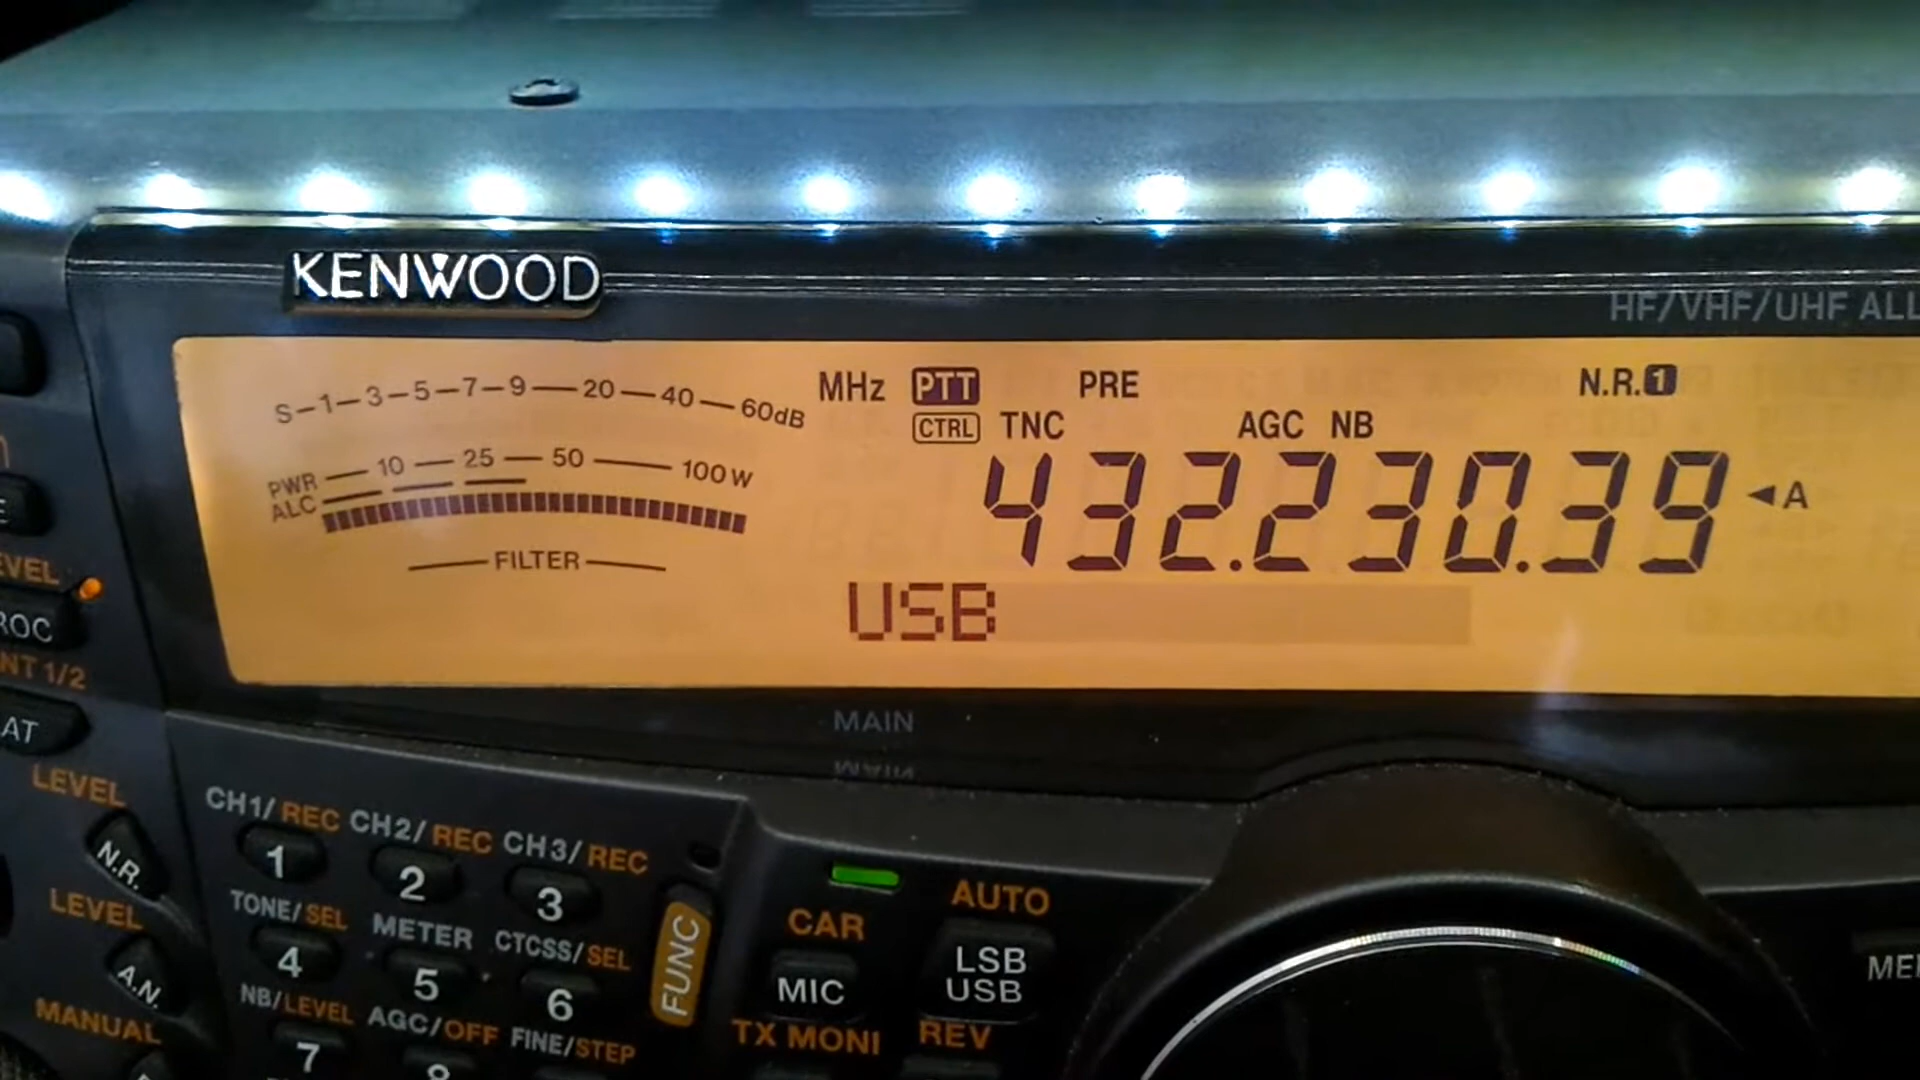 KENWOOD
HF/VHF/UHF ALL
S 1 3 5 7 9 20 40 60dB
MHz PTT PRE N.R.1
CTRL TNC AGC NB
PWR 10 25 50 100 W
ALC
432.230.39 ◄A
FILTER
USB
EVEL
ROC
NT 1/2
AT
MAIN
LEVEL
N.R.
LEVEL
A.N.
MANUAL
CH1/REC CH2/REC CH3/REC
1 2 3
TONE/SEL METER CTCSS/SEL
4 5 6
NB/LEVEL AGC/OFF FINE/STEP
7 8
FUNC
CAR AUTO
MIC LSB
USB
TX MONI REV